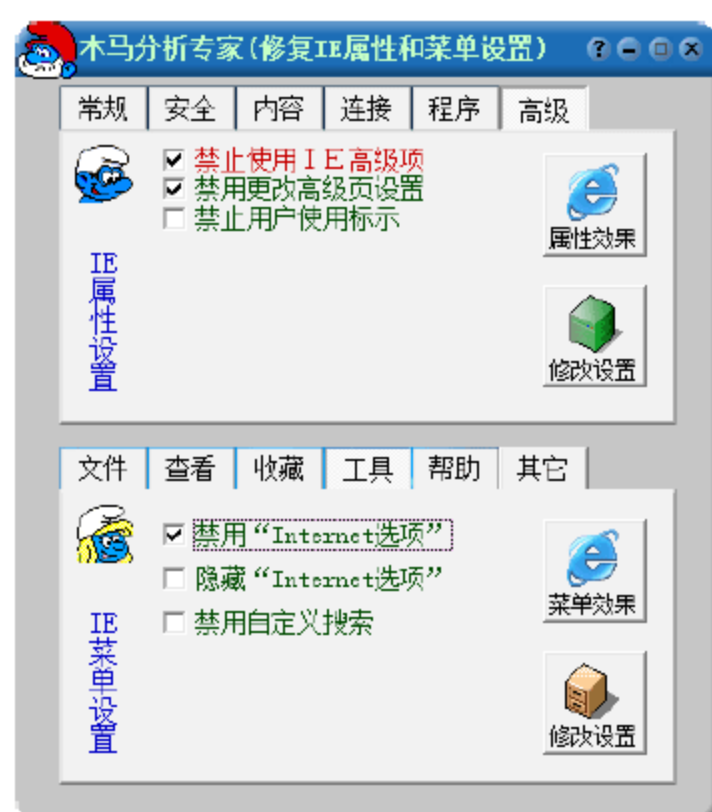 木马分析专家(修复IE属性和菜单设置)
常规 安全 内容 连接 程序 高级
禁止使用IE高级项
禁用更改高级页设置
禁止用户使用标示
属性效果
IE属性设置
修改设置
文件 查看 收藏 工具 帮助 其它
禁用“Internet选项”
隐藏“Internet选项”
禁用自定义搜索
菜单效果
IE菜单设置
修改设置